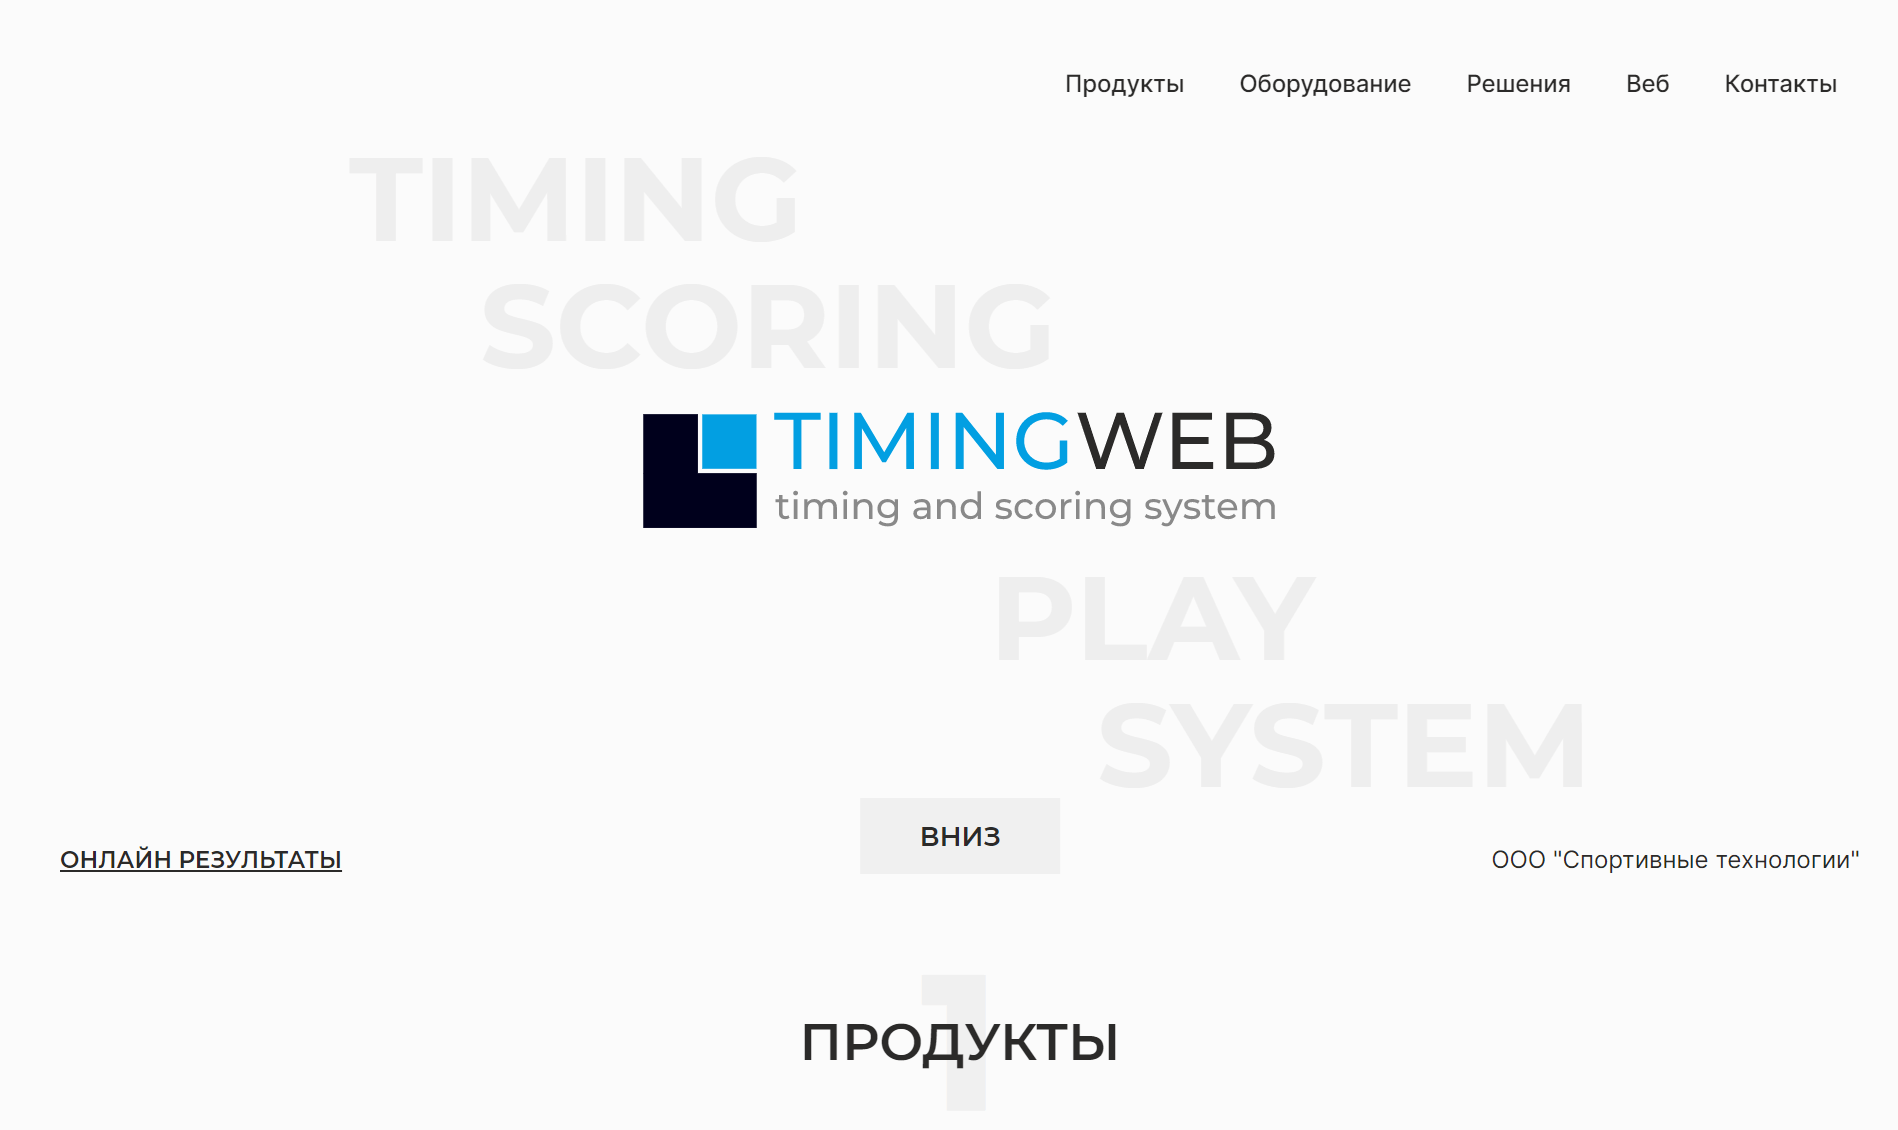 Продукты Оборудование Решения Веб Контакты
TIMING
SCORING
TIMINGWEB
timing and scoring system
PLAY
SYSTEM
ВНИЗ
ОНЛАЙН РЕЗУЛЬТАТЫ
ООО "Спортивные технологии"
1
ПРОДУКТЫ